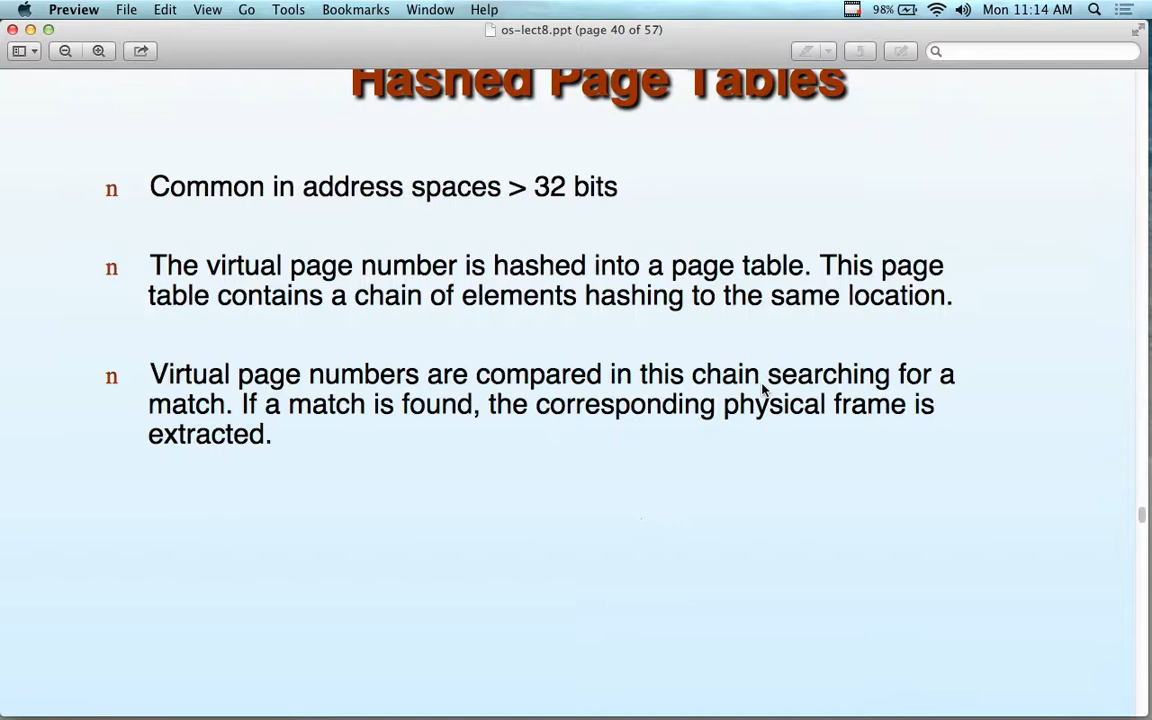 Preview File Edit View Go Tools Bookmarks Window Help 98% Mon 11:14 AM
os-lect8.ppt (page 40 of 57)
Hashed Page Tables
n Common in address spaces > 32 bits
n The virtual page number is hashed into a page table. This page
table contains a chain of elements hashing to the same location.
n Virtual page numbers are compared in this chain searching for a
match. If a match is found, the corresponding physical frame is
extracted.